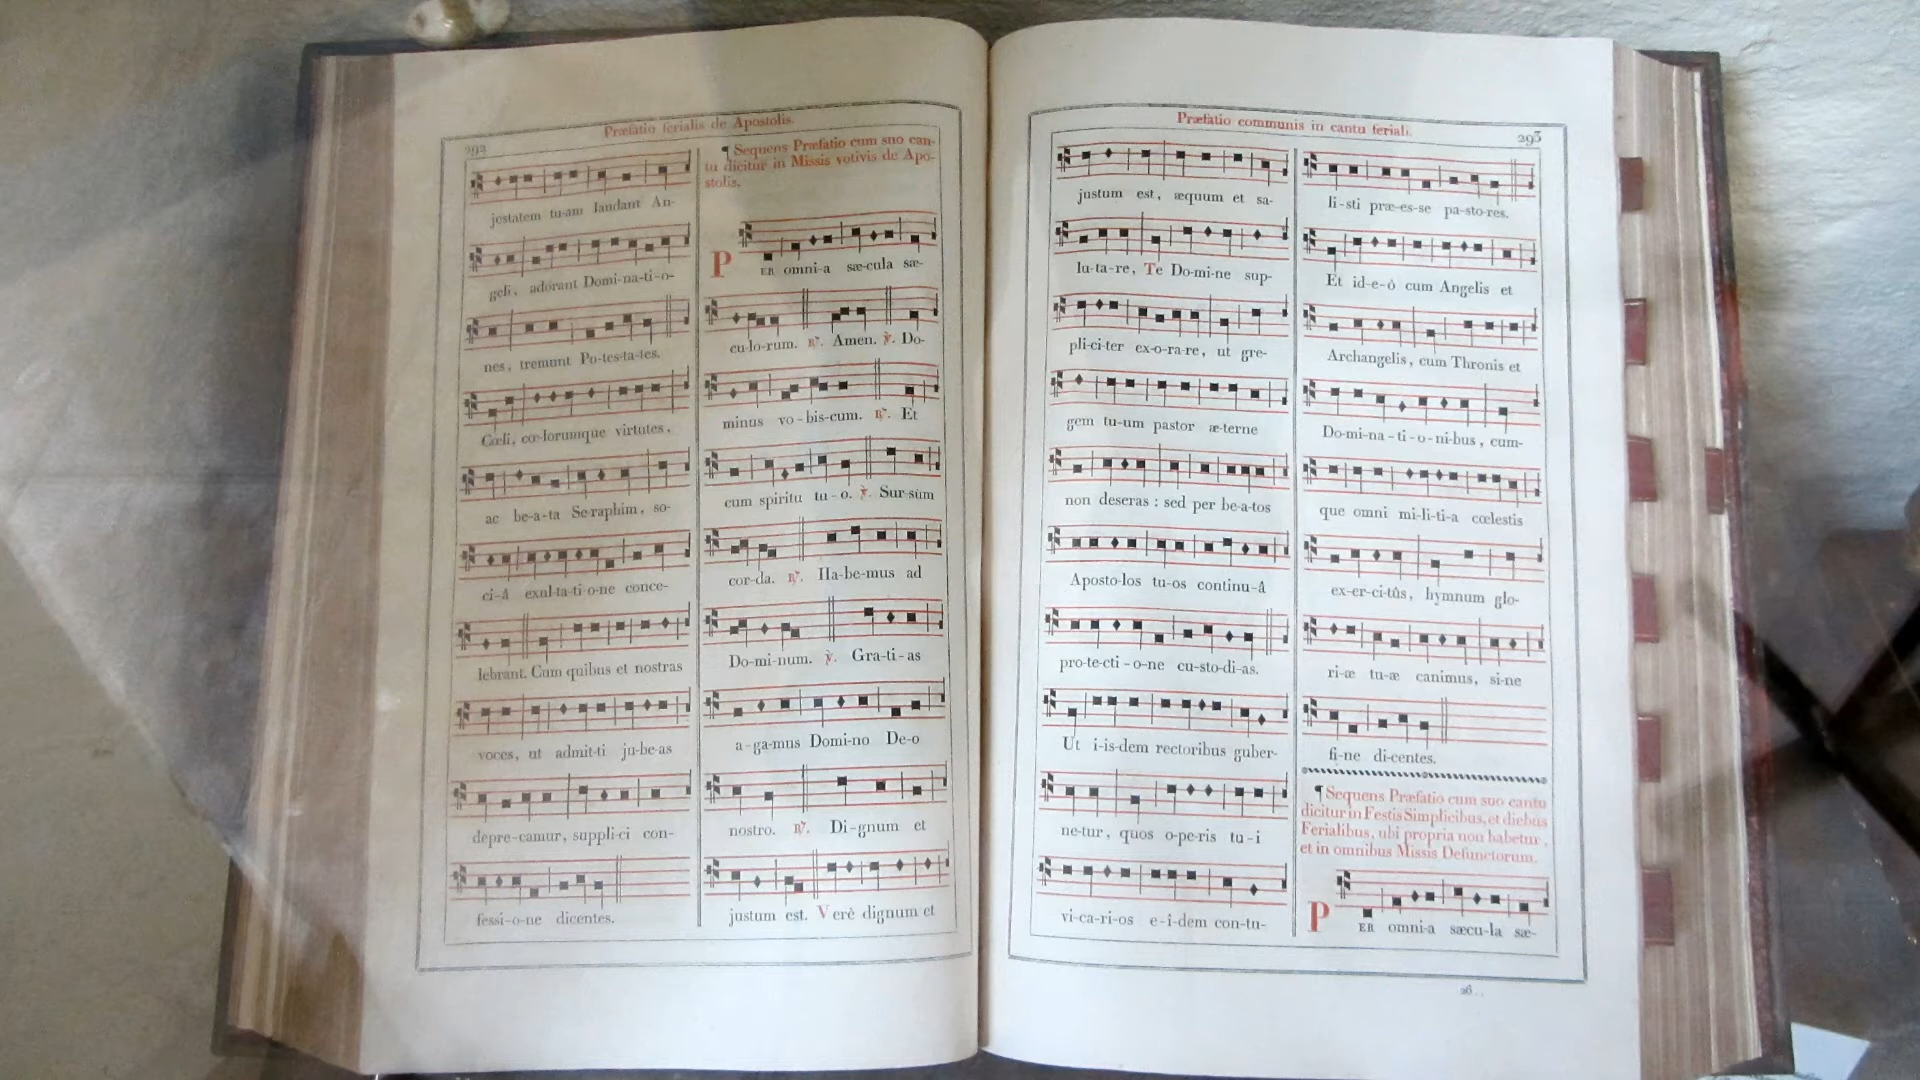 Præfatio ferialis de Apostolis.
292
jestatem tu-am laudant An-
geli, adórant Domi-na-ti-o-
nes, tremunt Po-tes-ta-tes.
Cœli, cœ-lorumque virtutes,
ac be-a-ta Se-raphim, so-
ci-â exul-ta-ti-o-ne conce-
lebrant. Cum quibus et nostras
voces, ut admit-ti ju-be-as
depre-camur, suppli-ci con-
fessi-o-ne dicentes.
¶ Sequens Præfatio cum suo can-
tu dicitur in Missis votivis de Apo-
stolis.
PER omni-a sæ-cula sæ-
cu-lo-rum. ℟. Amen. ℣. Do-
minus vo-bis-cum. ℟. Et
cum spiritu tu-o. ℣. Sur-sùm
cor-da. ℟. Ha-be-mus ad
Do-mi-num. ℣. Gra-ti-as
a-ga-mus Domi-no De-o
nostro. ℟. Di-gnum et
justum est. Verè dignum et
Præfatio communis in cantu feriali.
293
justum est, æquum et sa-
lu-ta-re, Te Do-mi-ne sup-
pli-ci-ter ex-o-ra-re, ut gre-
gem tu-um pastor æ-terne
non deseras : sed per be-a-tos
Aposto-los tu-os continu-â
pro-te-cti-o-ne cu-sto-di-as.
Ut i-is-dem rectoribus guber-
ne-tur, quos o-pe-ris tu-i
vi-ca-ri-os e-i-dem con-tu-
li-sti præ-es-se pa-sto-res.
Et id-e-ò cum Angelis et
Archangelis, cum Thronis et
Do-mi-na-ti-o-ni-bus, cum-
que omni mi-li-ti-a cœlestis
ex-er-ci-tûs, hymnum glo-
ri-æ tu-æ canimus, si-ne
fi-ne di-centes.
¶ Sequens Præfatio cum suo cantu
dicitur in Festis Simplicibus, et diebus
Ferialibus, ubi propria non habetur,
et in omnibus Missis Defunctorum.
PER omni-a sæcu-la sæ-
26